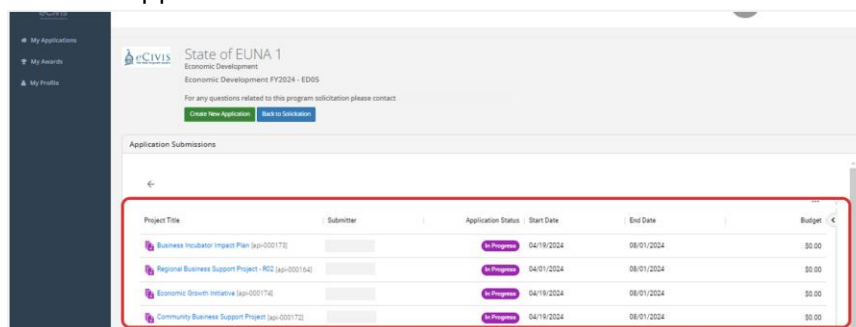 eCIVIS
My Applications
My Awards
My Profile
eCIVIS
State of EUNA 1
Economic Development
Economic Development FY2024 - ED05
For any questions related to this program solicitation please contact
Create New Application Back to Solicitation
Application Submissions
←
...
Project Title Submitter Application Status Start Date End Date Budget
Business Incubator Impact Plan [api-000173] In Progress 04/19/2024 08/01/2024 $0.00
Regional Business Support Project - R02 [api-000164] In Progress 04/01/2024 08/01/2024 $0.00
Economic Growth Initiative [api-000174] In Progress 04/19/2024 08/01/2024 $0.00
Community Business Support Project [api-000172] In Progress 04/19/2024 08/01/2024 $0.00